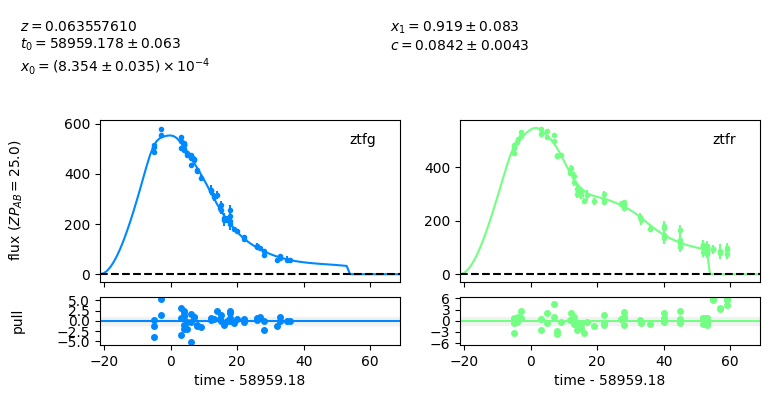 z = 0.063557610
t₀ = 58959.178 ± 0.063
x₀ = (8.354 ± 0.035) × 10⁻⁴
x₁ = 0.919 ± 0.083
c = 0.0842 ± 0.0043
flux (ZP_AB = 25.0)
600
400
200
0
ztfg
400
200
0
ztfr
pull
5.0
2.5
0.0
−2.5
−5.0
−20 0 20 40 60
time - 58959.18
6
3
0
−3
−6
−20 0 20 40 60
time - 58959.18